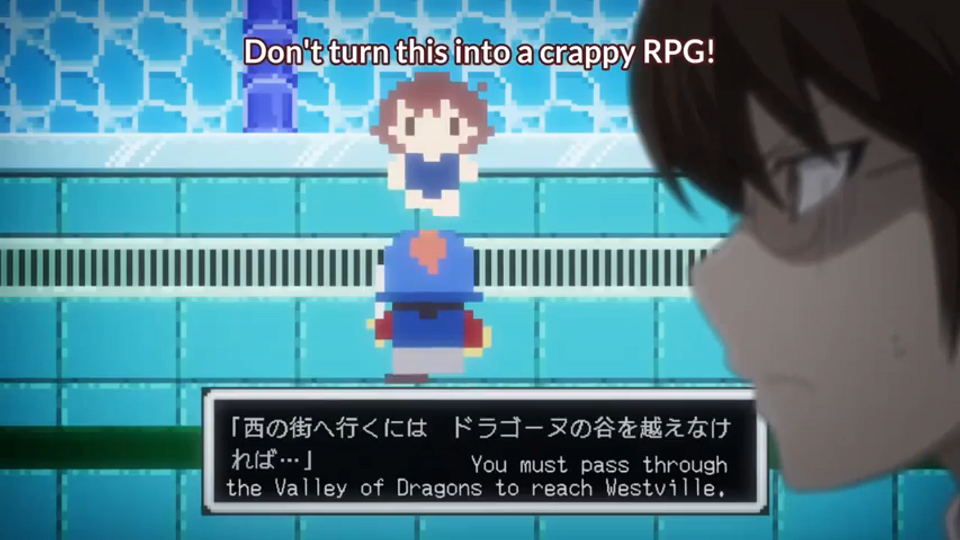 Don't turn this into a crappy RPG!
「西の街へ行くには　ドラゴーヌの谷を越えなけ
れば…」
You must pass through
the Valley of Dragons to reach Westville.